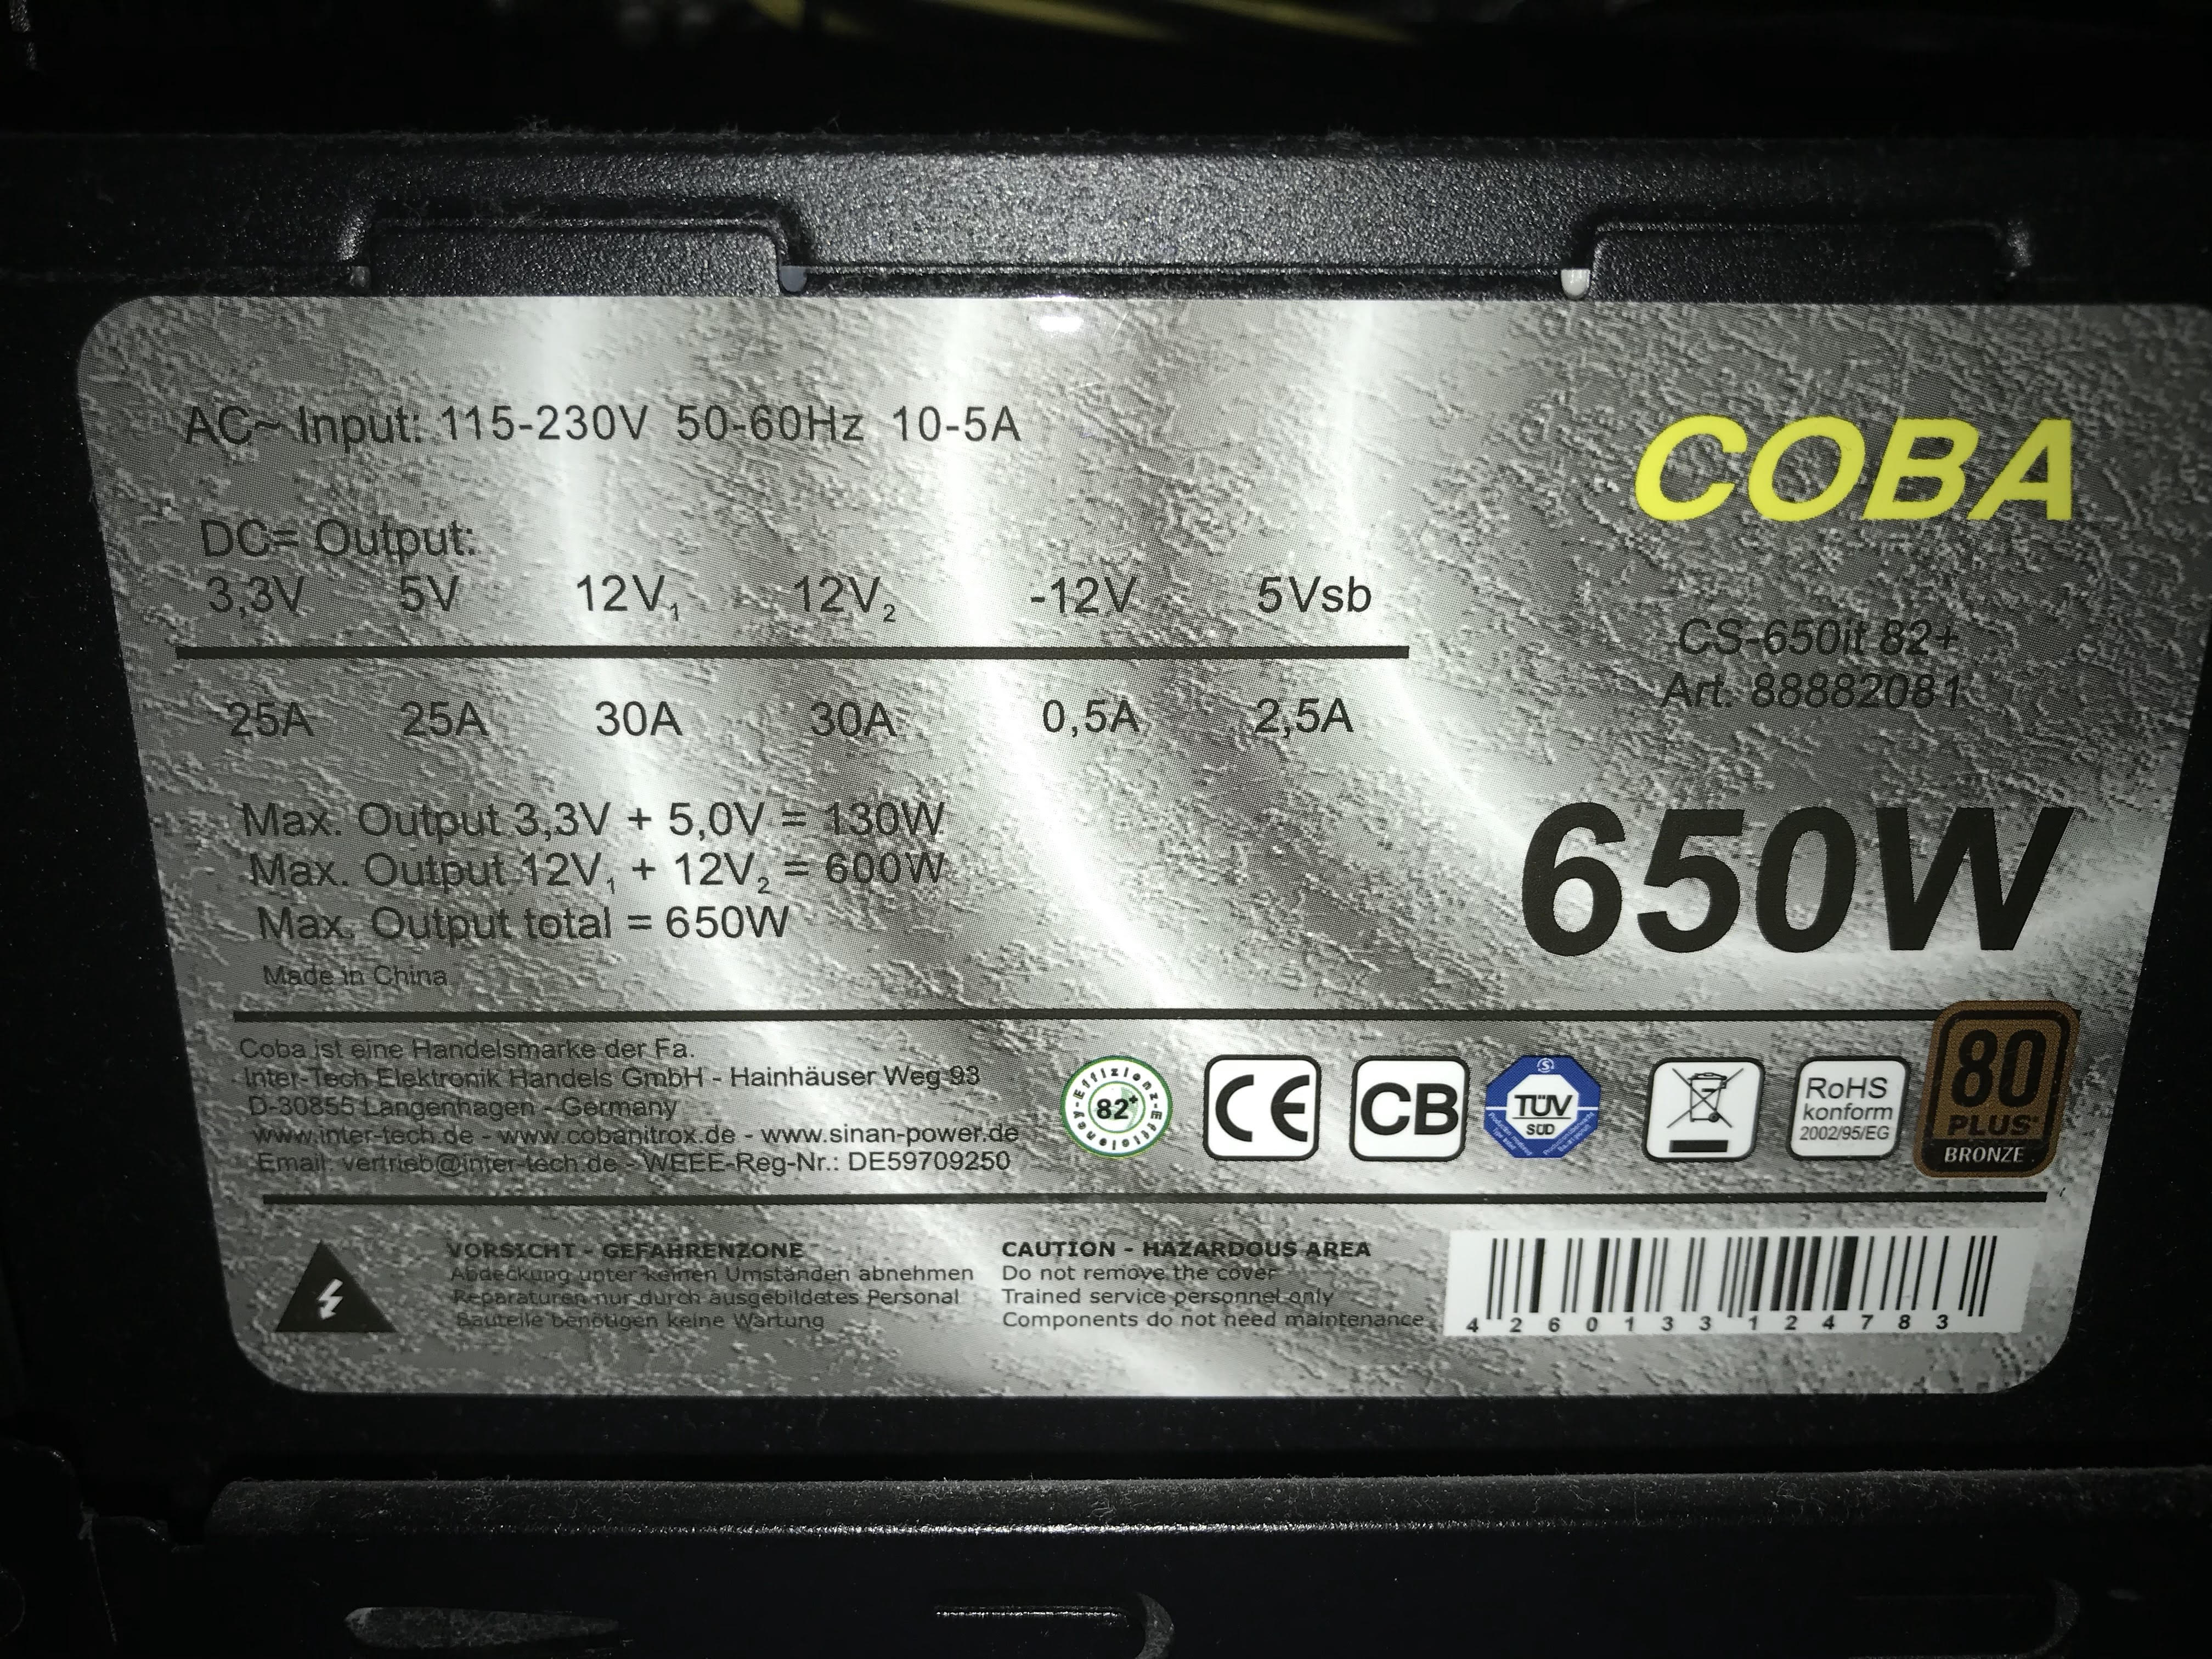 AC~ Input: 115-230V 50-60Hz 10-5A
COBA
DC= Output:
3,3V 5V 12V₁ 12V₂ -12V 5Vsb
25A 25A 30A 30A 0,5A 2,5A
CS-650it 82+
Art. 88882081
Max. Output 3,3V + 5,0V = 130W
Max. Output 12V₁ + 12V₂ = 600W
Max. Output total = 650W
650W
Made in China
Coba ist eine Handelsmarke der Fa.
Inter-Tech Elektronik Handels GmbH - Hainhäuser Weg 93
D-30855 Langenhagen - Germany
www.inter-tech.de - www.cobanitrox.de - www.sinan-power.de
Email: vertrieb@inter-tech.de - WEEE-Reg-Nr.: DE59709250
82+
CE
CB
TÜV
SÜD
RoHS
konform
2002/95/EG
80
PLUS
BRONZE
VORSICHT - GEFAHRENZONE
Abdeckung unter keinen Umständen abnehmen
Reparaturen nur durch ausgebildetes Personal
Bauteile benötigen keine Wartung
CAUTION - HAZARDOUS AREA
Do not remove the cover
Trained service personnel only
Components do not need maintenance
4260133124783